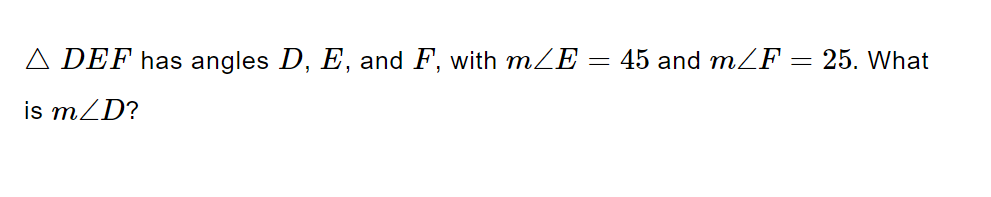 △ DEF has angles D, E, and F, with m∠E = 45 and m∠F = 25. What
is m∠D?